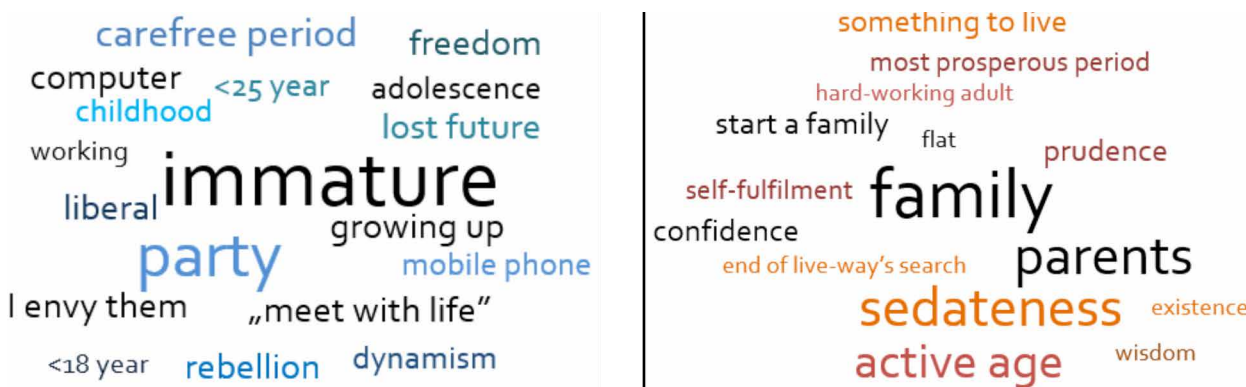 carefree period
freedom
computer
<25 year
adolescence
childhood
lost future
working
immature
liberal
growing up
party
mobile phone
I envy them
„meet with life”
<18 year
rebellion
dynamism
something to live
most prosperous period
hard-working adult
start a family
flat
prudence
self-fulfilment
family
confidence
parents
end of live-way's search
sedateness
existence
active age
wisdom